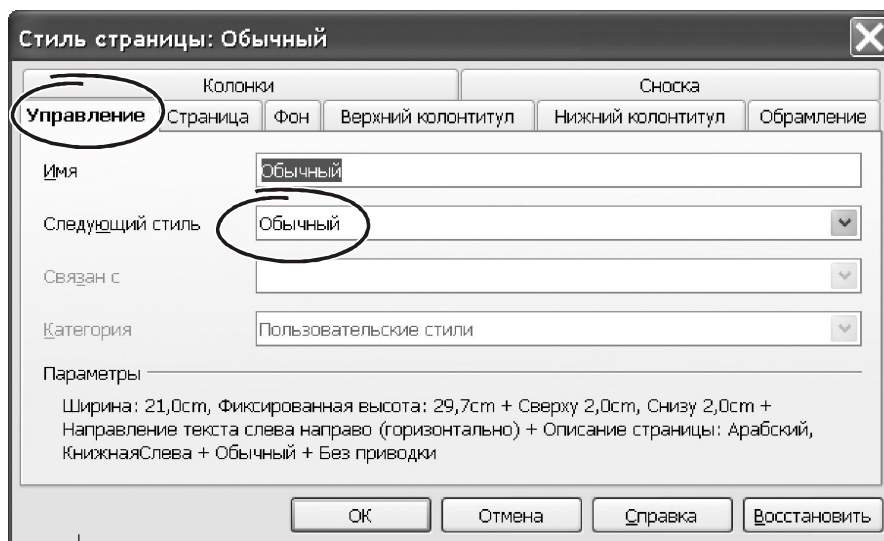 Стиль страницы: Обычный
Колонки Сноска
Управление Страница Фон Верхний колонтитул Нижний колонтитул Обрамление
Имя Обычный
Следующий стиль Обычный
Связан с
Категория Пользовательские стили
Параметры
Ширина: 21,0cm, Фиксированная высота: 29,7cm + Сверху 2,0cm, Снизу 2,0cm +
Направление текста слева направо (горизонтально) + Описание страницы: Арабский,
КнижнаяСлева + Обычный + Без приводки
ОК Отмена Справка Восстановить